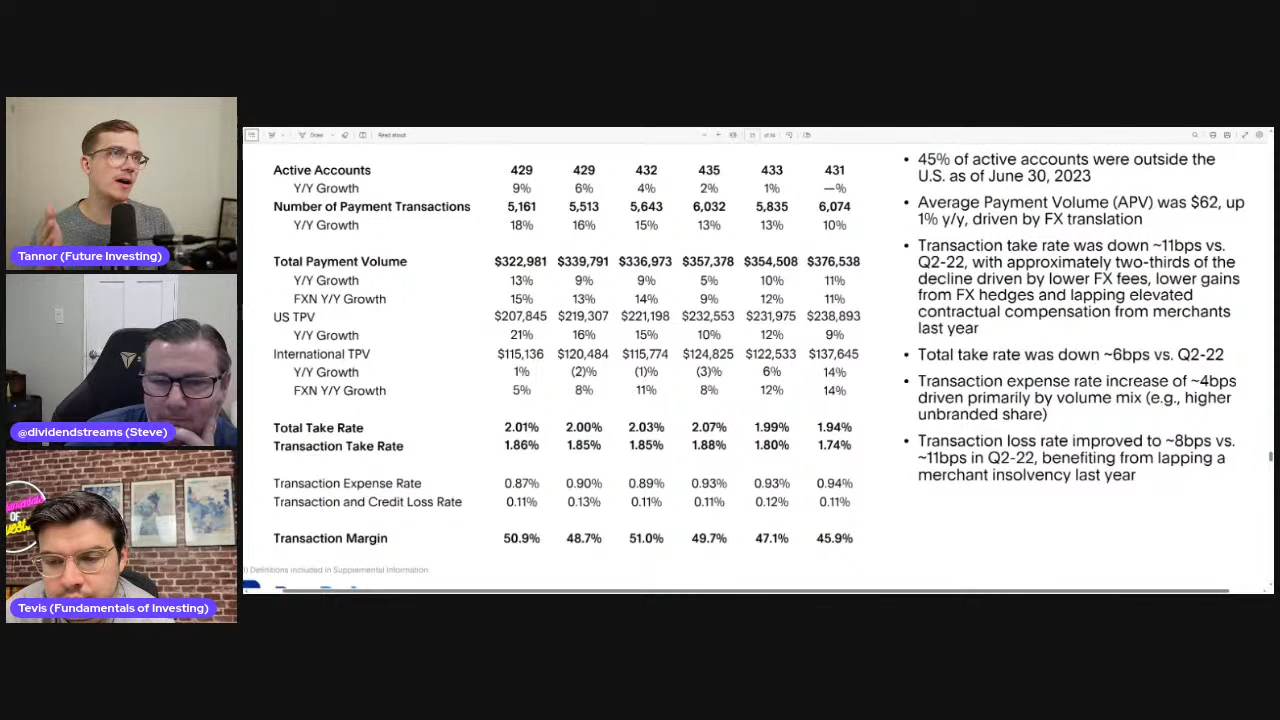 Tannor (Future Investing)
@dividendstreams (Steve)
OF
Tevis (Fundamentals of Investing)
Draw
Read aloud
Active Accounts 429 429 432 435 433 431
Y/Y Growth 9% 6% 4% 2% 1% —%
Number of Payment Transactions 5,161 5,513 5,643 6,032 5,835 6,074
Y/Y Growth 18% 16% 15% 13% 13% 10%
Total Payment Volume $322,981 $339,791 $336,973 $357,378 $354,508 $376,538
Y/Y Growth 13% 9% 9% 5% 10% 11%
FXN Y/Y Growth 15% 13% 14% 9% 12% 11%
US TPV $207,845 $219,307 $221,198 $232,553 $231,975 $238,893
Y/Y Growth 21% 16% 15% 10% 12% 9%
International TPV $115,136 $120,484 $115,774 $124,825 $122,533 $137,645
Y/Y Growth 1% (2)% (1)% (3)% 6% 14%
FXN Y/Y Growth 5% 8% 11% 8% 12% 14%
Total Take Rate 2.01% 2.00% 2.03% 2.07% 1.99% 1.94%
Transaction Take Rate 1.86% 1.85% 1.85% 1.88% 1.80% 1.74%
Transaction Expense Rate 0.87% 0.90% 0.89% 0.93% 0.93% 0.94%
Transaction and Credit Loss Rate 0.11% 0.13% 0.11% 0.11% 0.12% 0.11%
Transaction Margin 50.9% 48.7% 51.0% 49.7% 47.1% 45.9%
) Definitions included in Supplemental Information
• 45% of active accounts were outside the
U.S. as of June 30, 2023
• Average Payment Volume (APV) was $62, up
1% y/y, driven by FX translation
• Transaction take rate was down ~11bps vs.
Q2-22, with approximately two-thirds of the
decline driven by lower FX fees, lower gains
from FX hedges and lapping elevated
contractual compensation from merchants
last year
• Total take rate was down ~6bps vs. Q2-22
• Transaction expense rate increase of ~4bps
driven primarily by volume mix (e.g., higher
unbranded share)
• Transaction loss rate improved to ~8bps vs.
~11bps in Q2-22, benefiting from lapping a
merchant insolvency last year